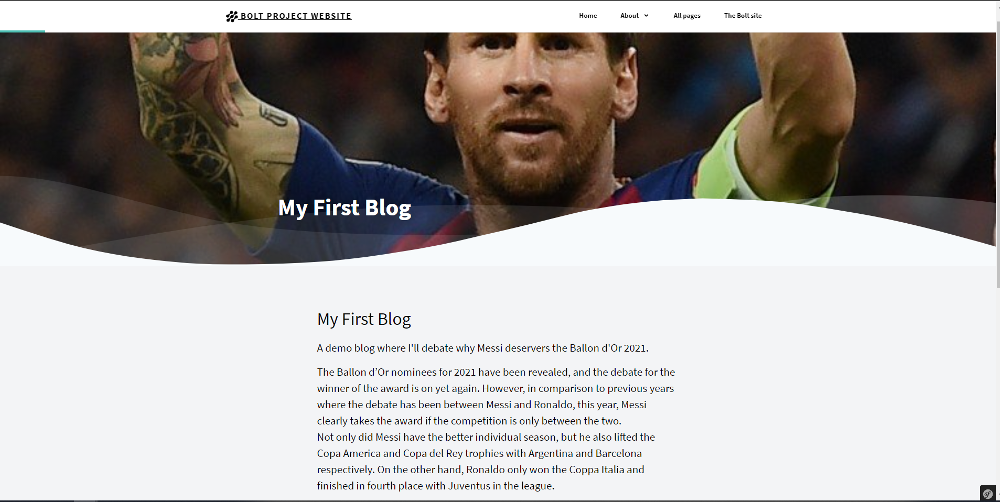 BOLT PROJECT WEBSITE
Home About All pages The Bolt site
My First Blog
My First Blog
A demo blog where I'll debate why Messi deservers the Ballon d'Or 2021.
The Ballon d’Or nominees for 2021 have been revealed, and the debate for the
winner of the award is on yet again. However, in comparison to previous years
where the debate has been between Messi and Ronaldo, this year, Messi
clearly takes the award if the competition is only between the two.
Not only did Messi have the better individual season, but he also lifted the
Copa America and Copa del Rey trophies with Argentina and Barcelona
respectively. On the other hand, Ronaldo only won the Coppa Italia and
finished in fourth place with Juventus in the league.
sf